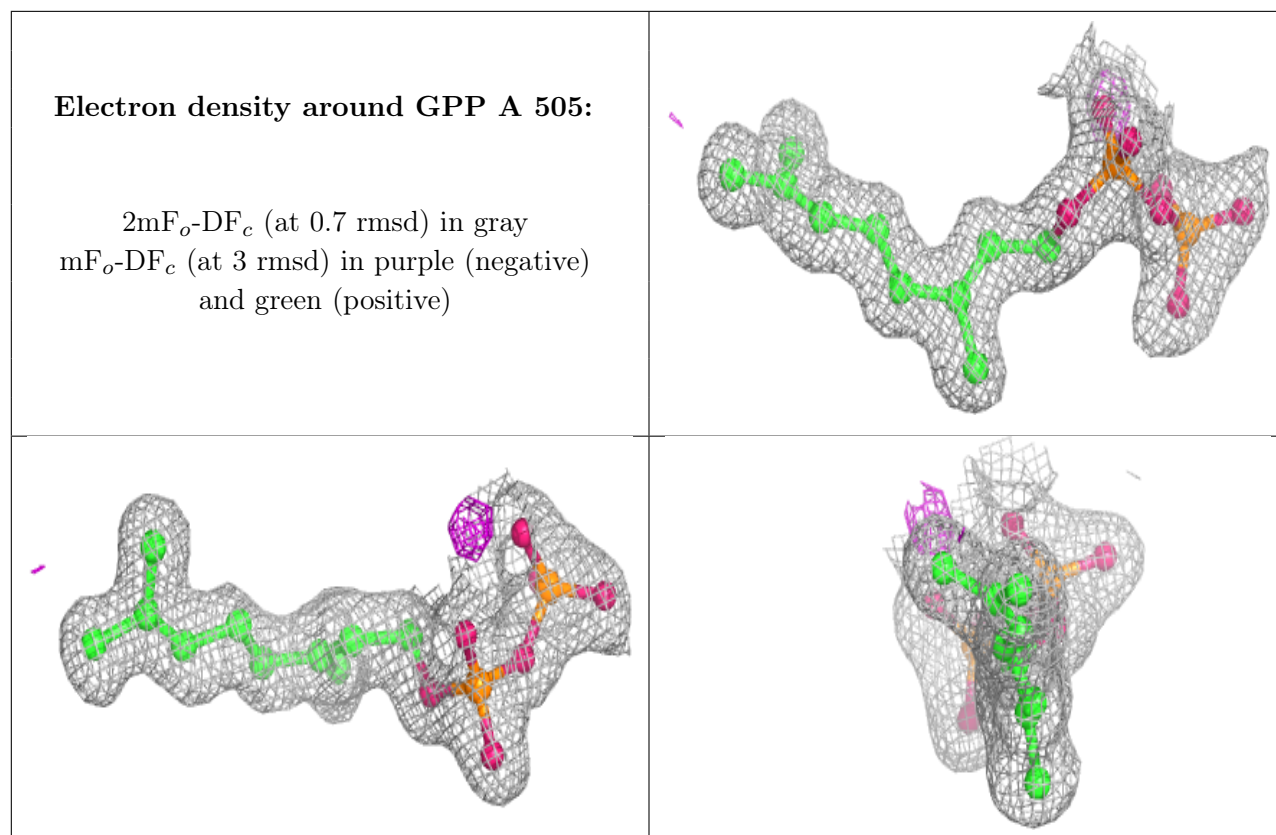 Electron density around GPP A 505:
2mFo-DFc (at 0.7 rmsd) in gray
mFo-DFc (at 3 rmsd) in purple (negative)
and green (positive)